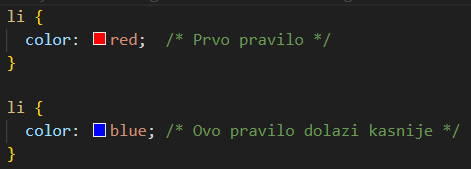 li {
  color: red;  /* Prvo pravilo */
}

li {
  color: blue; /* Ovo pravilo dolazi kasnije */
}